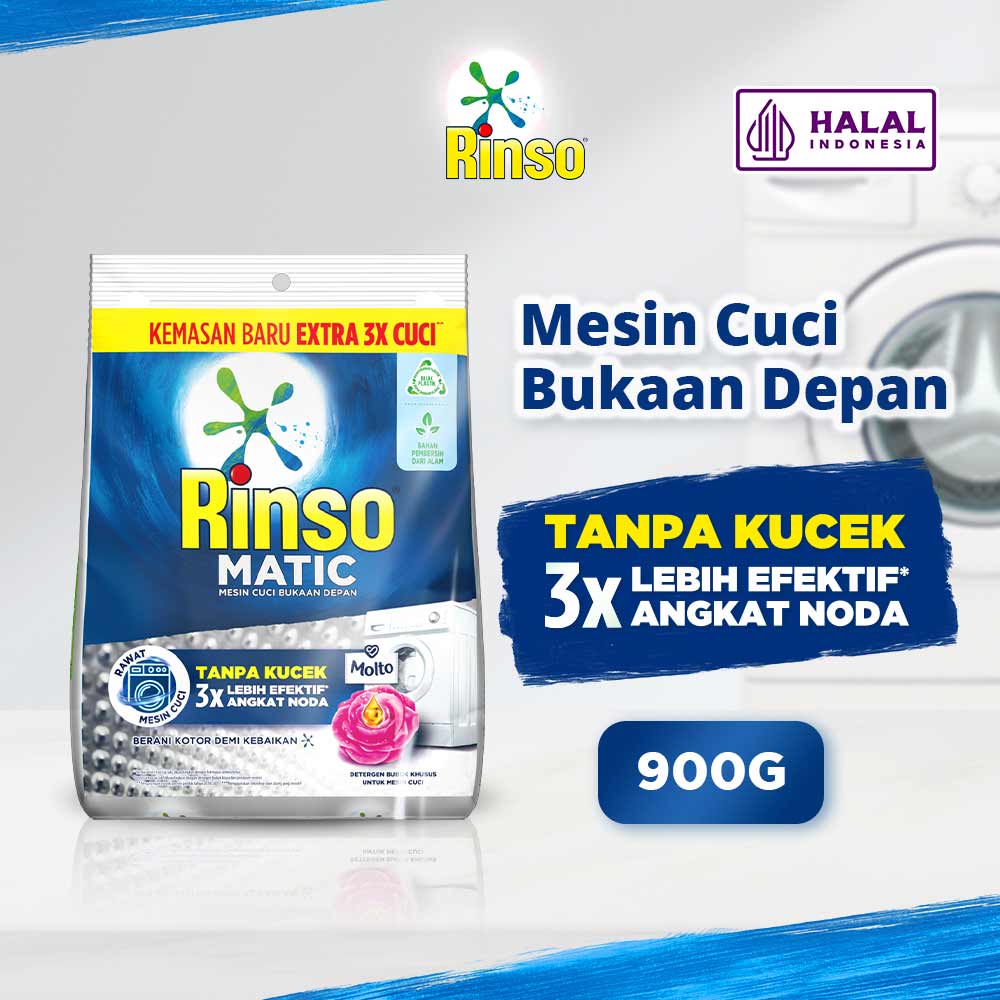 Rinso
HALAL
INDONESIA
KEMASAN BARU EXTRA 3X CUCI**
BIJAK
PLASTIK
BAHAN
PEMBERSIH
DARI ALAM
Rinso
MATIC
MESIN CUCI BUKAAN DEPAN
RAWAT
MESIN CUCI
TANPA KUCEK
3X LEBIH EFEKTIF*
ANGKAT NODA
Molto
BERANI KOTOR DEMI KEBAIKAN
DETERGEN BUBUK KHUSUS
UNTUK MESIN CUCI
Mesin Cuci
Bukaan Depan
TANPA KUCEK
3X LEBIH EFEKTIF*
ANGKAT NODA
900G